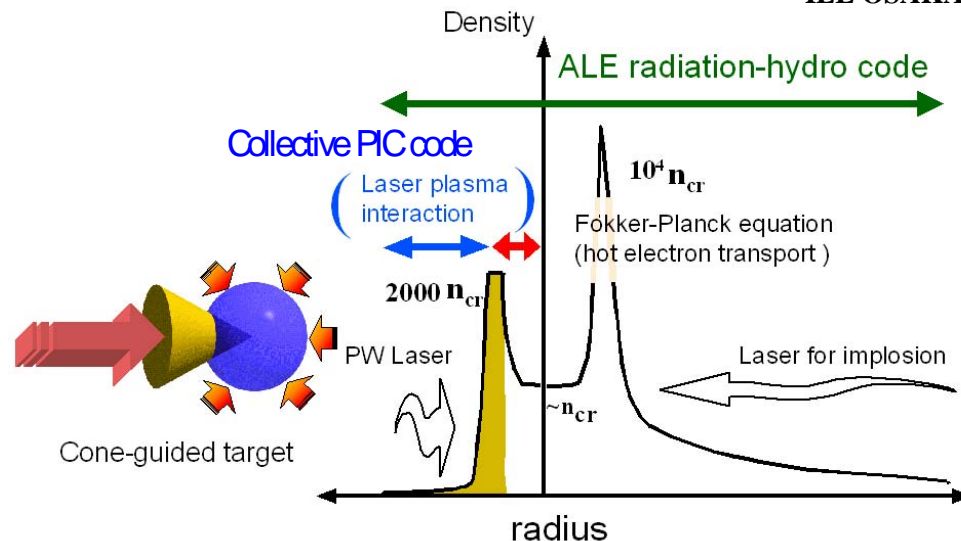 ILE OSAKA
Density
ALE radiation-hydro code
Collective PIC code
(Laser plasma
interaction)
10⁴ n_cr
Fokker-Planck equation
(hot electron transport )
2000 n_cr
PW Laser
Laser for implosion
~n_cr
Cone-guided target
radius